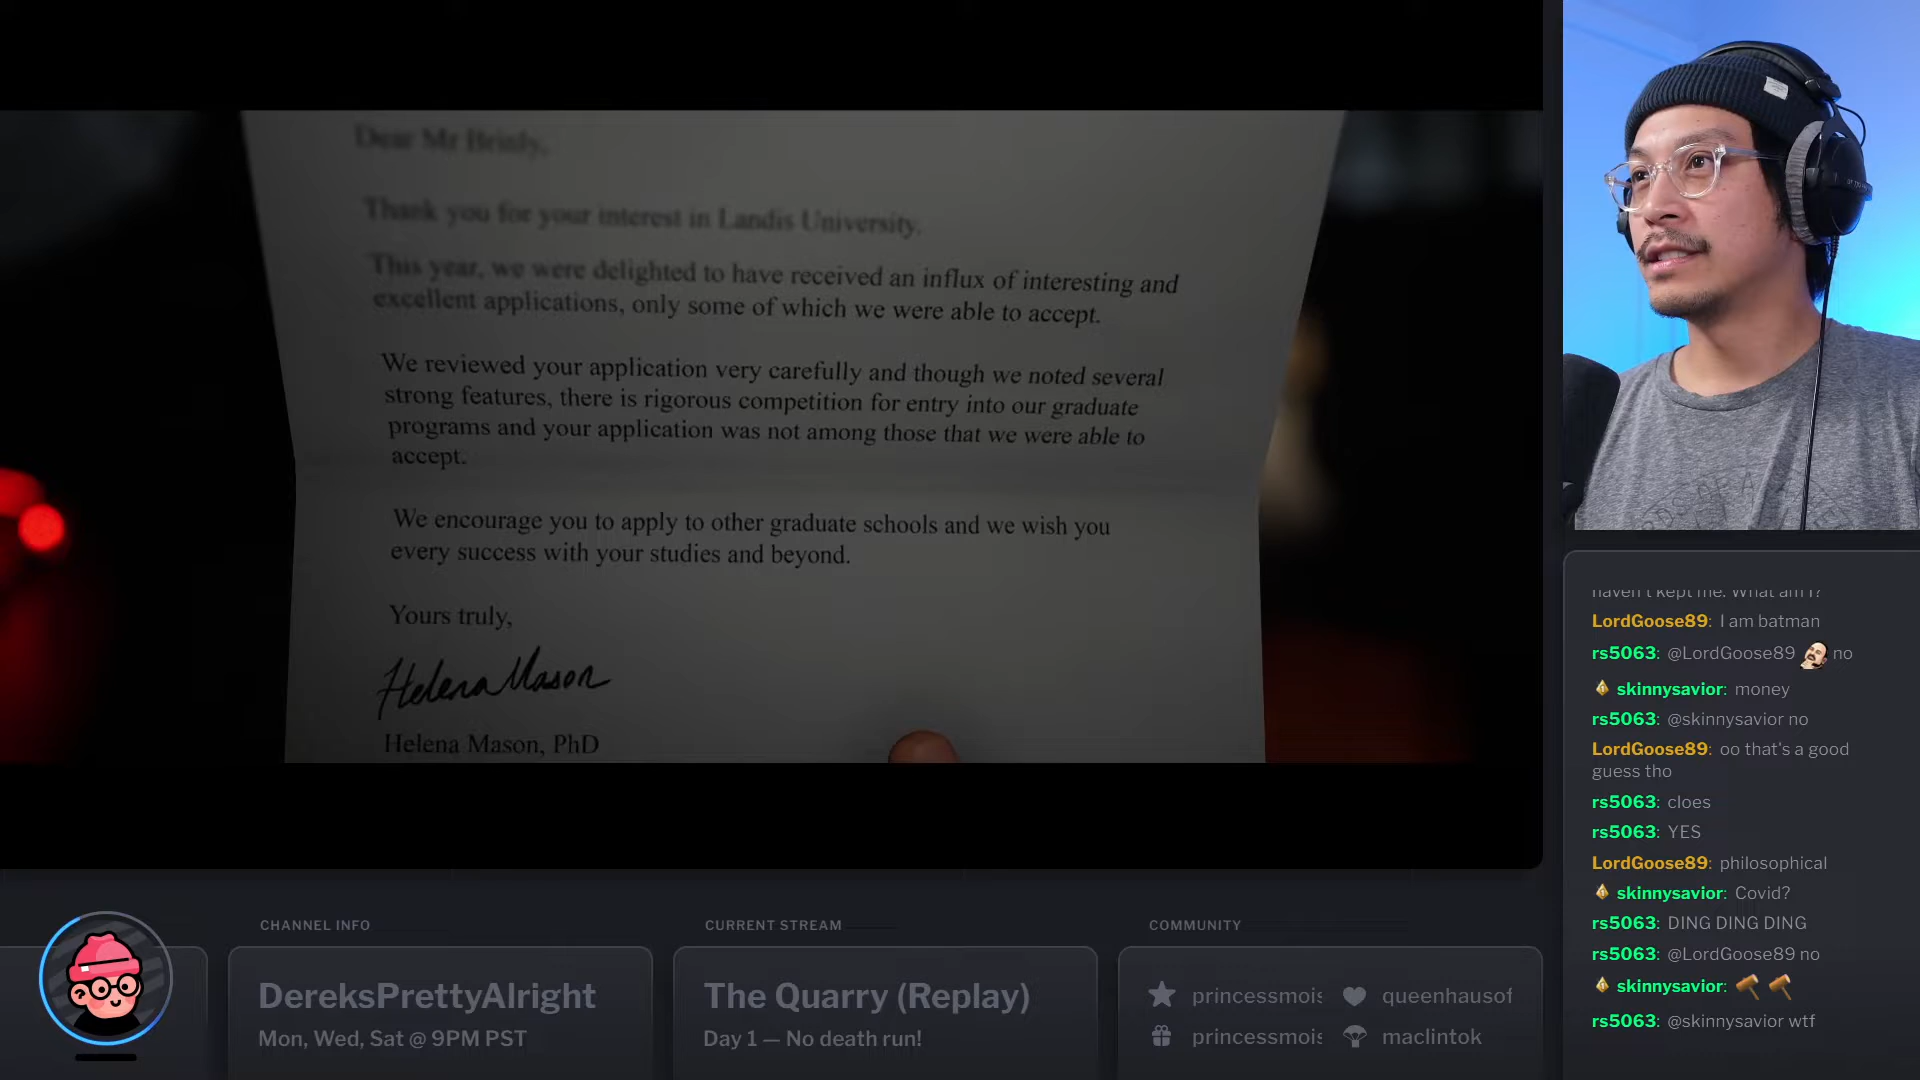 Dear Mr Brinly,
Thank you for your interest in Landis University.
This year, we were delighted to have received an influx of interesting and
excellent applications, only some of which we were able to accept.
We reviewed your application very carefully and though we noted several
strong features, there is rigorous competition for entry into our graduate
programs and your application was not among those that we were able to
accept.
We encourage you to apply to other graduate schools and we wish you
every success with your studies and beyond.
Yours truly,
Helena Mason
Helena Mason, PhD
haven't kept me. What am I?
LordGoose89: I am batman
rs5063: @LordGoose89 no
skinnysavior: money
rs5063: @skinnysavior no
LordGoose89: oo that's a good
guess tho
rs5063: cloes
rs5063: YES
LordGoose89: philosophical
skinnysavior: Covid?
rs5063: DING DING DING
rs5063: @LordGoose89 no
skinnysavior:
rs5063: @skinnysavior wtf
CHANNEL INFO
DereksPrettyAlright
Mon, Wed, Sat @ 9PM PST
CURRENT STREAM
The Quarry (Replay)
Day 1 — No death run!
COMMUNITY
princessmois queenhausof
princessmois maclintok